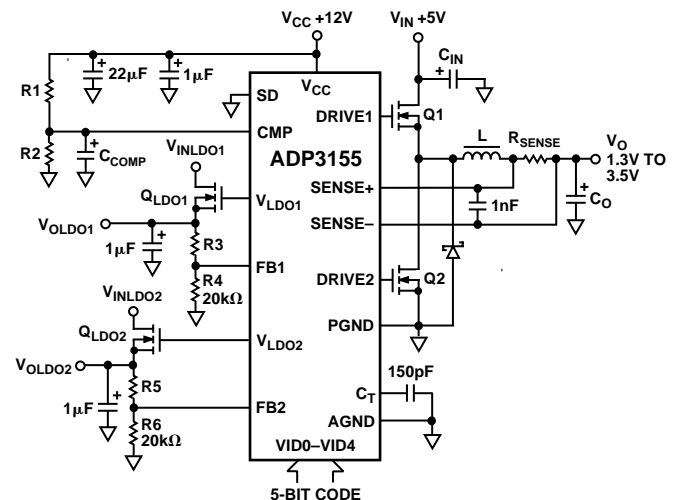 VCC +12V
VIN +5V
CIN
R1
22μF
1μF
VCC
SD
DRIVE1
Q1
CMP
R2
CCOMP
ADP3155
L
RSENSE
VO
1.3V TO
3.5V
VINLDO1
QLDO1
VLDO1
SENSE+
1nF
CO
VOLDO1
SENSE–
1μF
R3
FB1
R4
20kΩ
DRIVE2
Q2
VINLDO2
QLDO2
VLDO2
PGND
VOLDO2
150pF
1μF
R5
CT
FB2
AGND
R6
20kΩ
VID0–VID4
5-BIT CODE